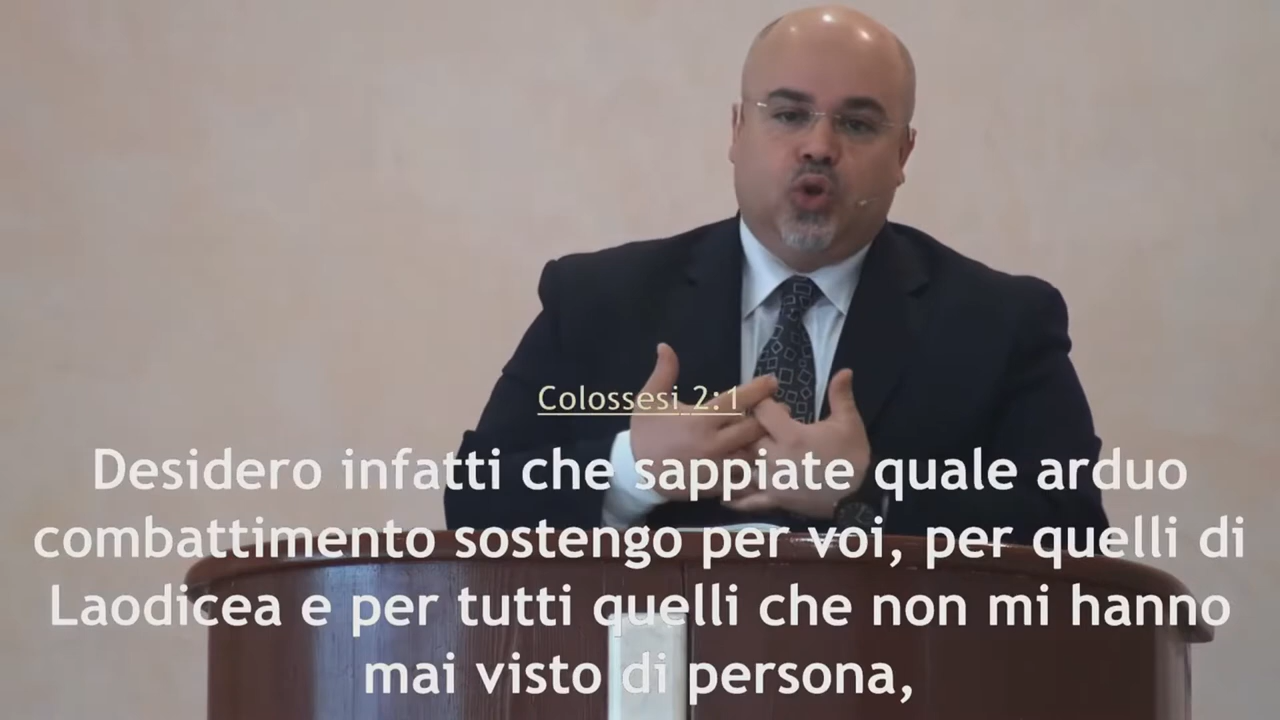 Colossesi 2:1
Desidero infatti che sappiate quale arduo
combattimento sostengo per voi, per quelli di
Laodicea e per tutti quelli che non mi hanno
mai visto di persona,